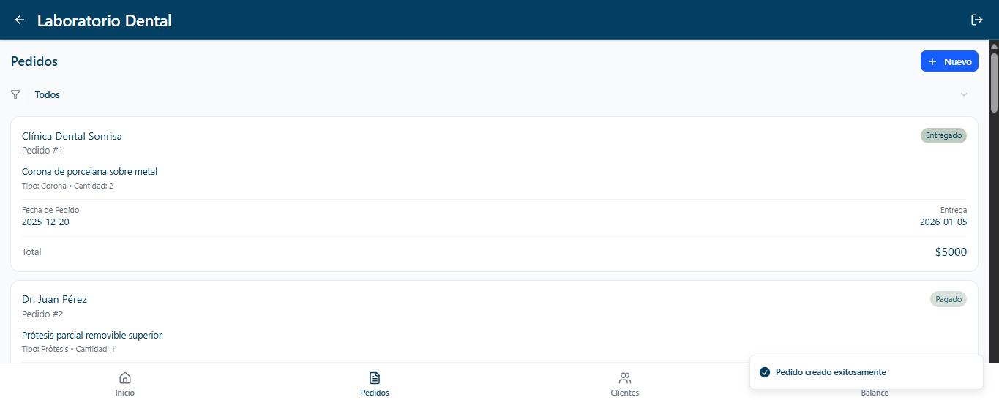 Laboratorio Dental
Pedidos
+ Nuevo
Todos
Clínica Dental Sonrisa
Entregado
Pedido #1
Corona de porcelana sobre metal
Tipo: Corona • Cantidad: 2
Fecha de Pedido
Entrega
2025-12-20
2026-01-05
Total
$5000
Dr. Juan Pérez
Pagado
Pedido #2
Prótesis parcial removible superior
Tipo: Prótesis • Cantidad: 1
Pedido creado exitosamente
Inicio
Pedidos
Clientes
Balance